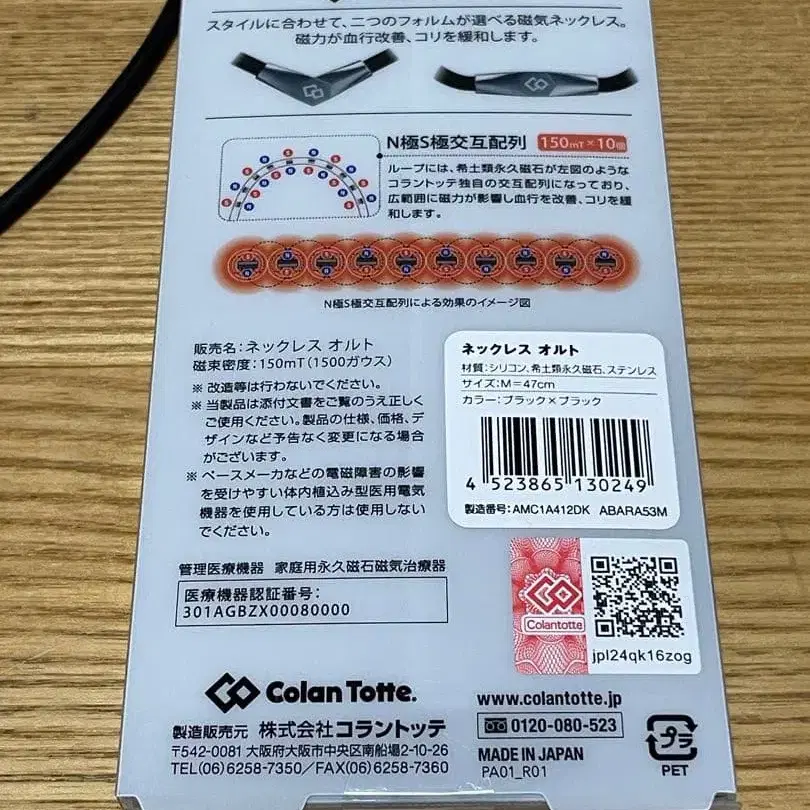 スタイルに合わせて、二つのフォルムが選べる磁気ネックレス。
磁力が血行改善、コリを緩和します。
N極S極交互配列 150mT×10個
ループには、希土類永久磁石が左図のような
コラントッテ独自の交互配列になっており、
広範囲に磁力が影響し血行を改善、コリを緩
和します。
N極S極交互配列による効果のイメージ図
販売名:ネックレス オルト
磁束密度:150mT(1500ガウス)
※ 改造等は行わないでください。
※ 当製品は添付文書をご覧のうえ正しく
ご使用ください。製品の仕様、価格、デ
ザインなど予告なく変更になる場合
がございます。
※ ペースメーカなどの電磁障害の影響
を受けやすい体内植込み型医用電気
機器を使用している方は使用しない
でください。
ネックレス オルト
材質:シリコン、希土類永久磁石、ステンレス
サイズ:M=47cm
カラー:ブラック×ブラック
4 523865 130249
製造番号:AMC1A412DK ABARA53M
管理医療機器 家庭用永久磁石磁気治療器
医療機器認証番号:
301AGBZX00080000
Colantotte
jpl24qk16zog
Colan Totte.
製造販売元 株式会社コラントッテ
〒542-0081 大阪府大阪市中央区南船場2-10-26
TEL(06)6258-7350/FAX(06)6258-7360
www.colantotte.jp
0120-080-523
MADE IN JAPAN
PA01_R01
プラ
PET